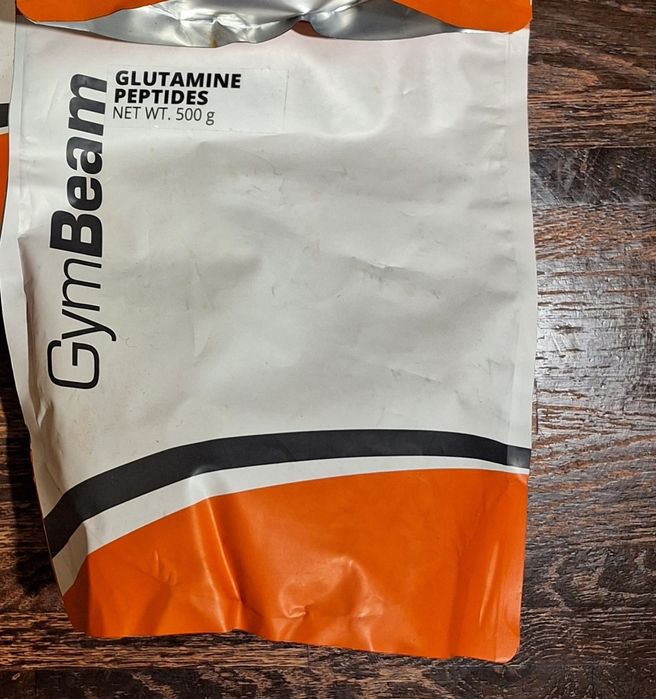 GLUTAMINE
PEPTIDES
NET WT. 500 g
GymBeam